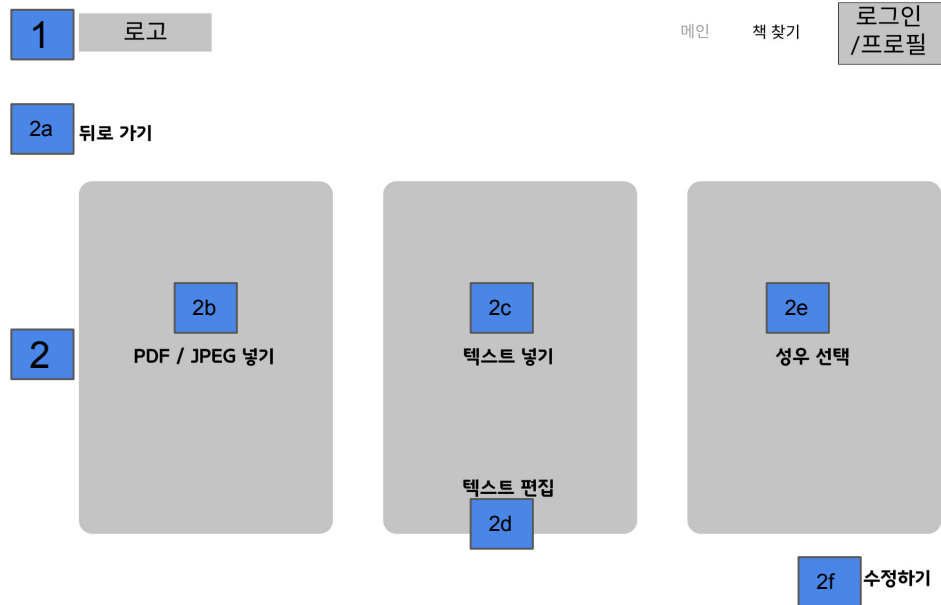 1
로고
메인
책 찾기
로그인
/프로필
2a
뒤로 가기
2
2b
PDF / JPEG 넣기
2c
텍스트 넣기
텍스트 편집
2d
2e
성우 선택
2f
수정하기